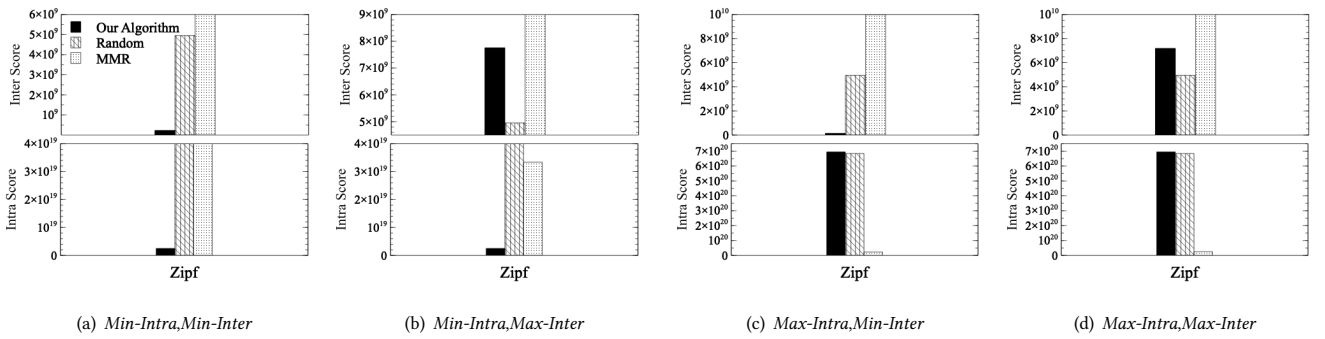 6×10⁹
5×10⁹
4×10⁹
3×10⁹
2×10⁹
10⁹
Inter Score
Our Algorithm
Random
MMR
4×10¹⁹
3×10¹⁹
2×10¹⁹
10¹⁹
0
Intra Score
Zipf
(a) Min-Intra,Min-Inter
9×10⁹
8×10⁹
7×10⁹
6×10⁹
5×10⁹
Inter Score
4×10¹⁹
3×10¹⁹
2×10¹⁹
10¹⁹
0
Intra Score
Zipf
(b) Min-Intra,Max-Inter
10¹⁰
8×10⁹
6×10⁹
4×10⁹
2×10⁹
0
Inter Score
7×10²⁰
6×10²⁰
5×10²⁰
4×10²⁰
3×10²⁰
2×10²⁰
10²⁰
0
Intra Score
Zipf
(c) Max-Intra,Min-Inter
10¹⁰
8×10⁹
6×10⁹
4×10⁹
2×10⁹
0
Inter Score
7×10²⁰
6×10²⁰
5×10²⁰
4×10²⁰
3×10²⁰
2×10²⁰
10²⁰
0
Intra Score
Zipf
(d) Max-Intra,Max-Inter